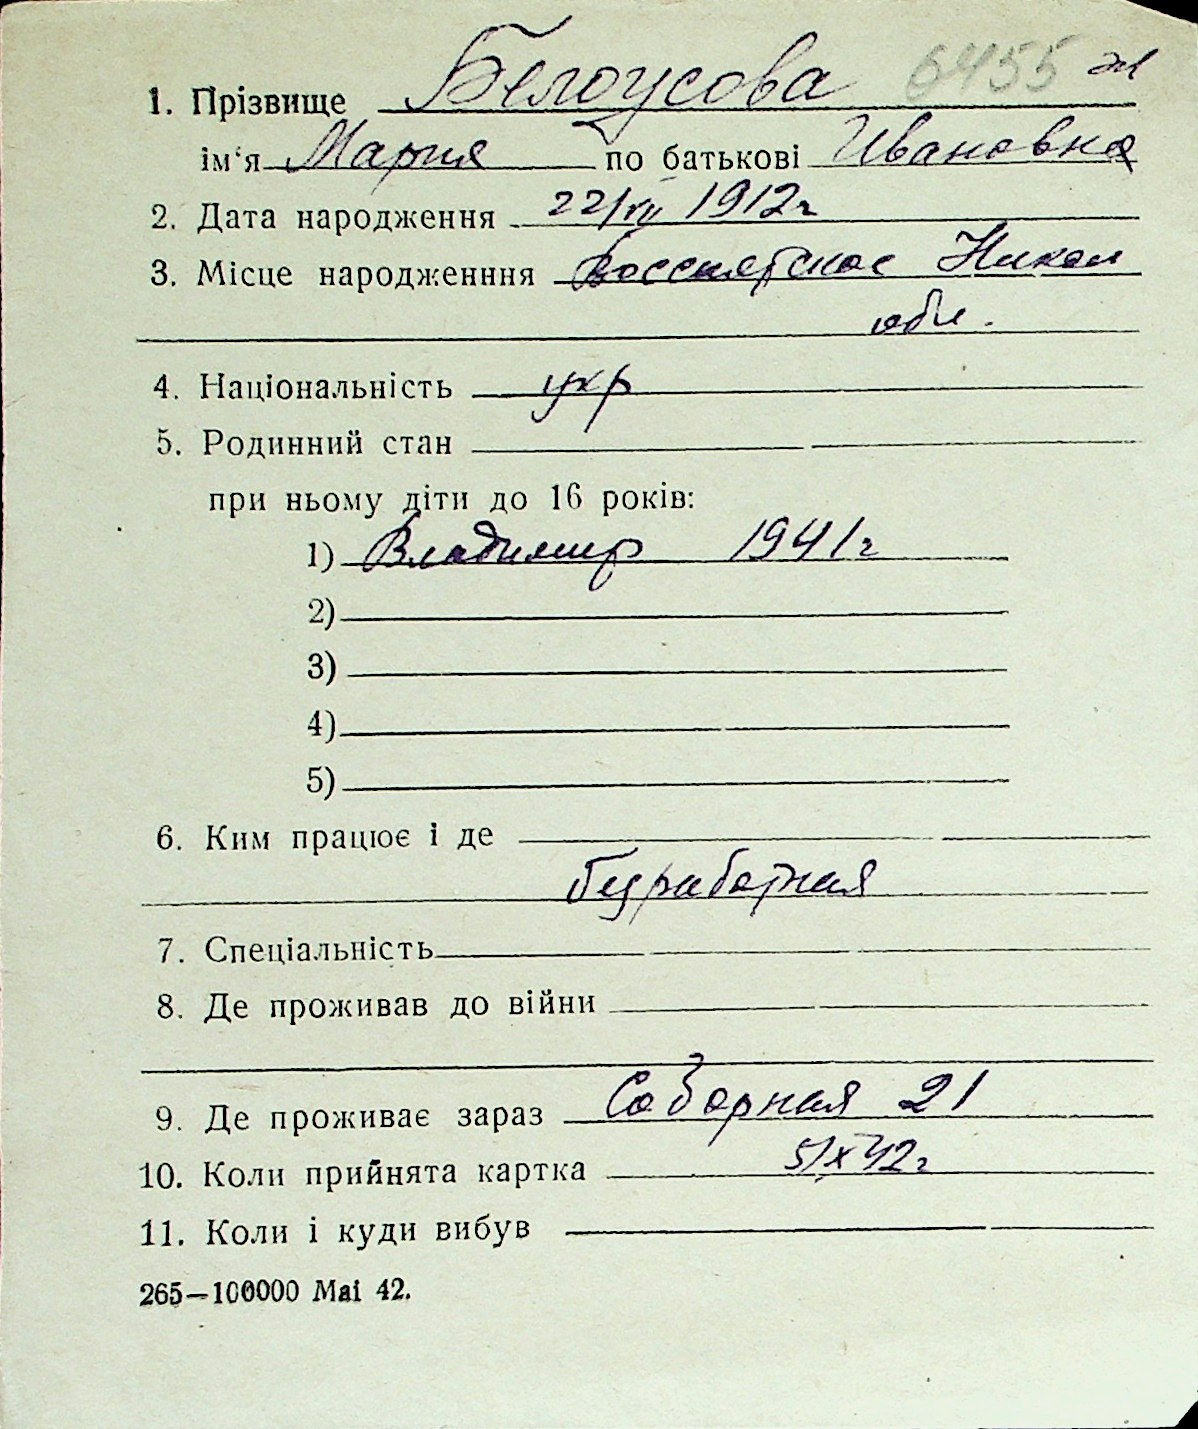 6455 ж
1. Прізвище Белоусова
ім‘я Мария по батькові Ивановна
2. Дата народження 22/VII 1912г
3. Місце народженння Воссиятское Никол
обл.
4. Національність укр
5. Родинний стан
при ньому діти до 16 років:
1) Владимир 1941г
2)
3)
4)
5)
6. Ким працює і де
безработная
7. Спеціальність
8. Де проживав до війни
9. Де проживає зараз Соборная 21
10. Коли прийнята картка 5/X 42г
11. Коли і куди вибув
265—100000 Mai 42.